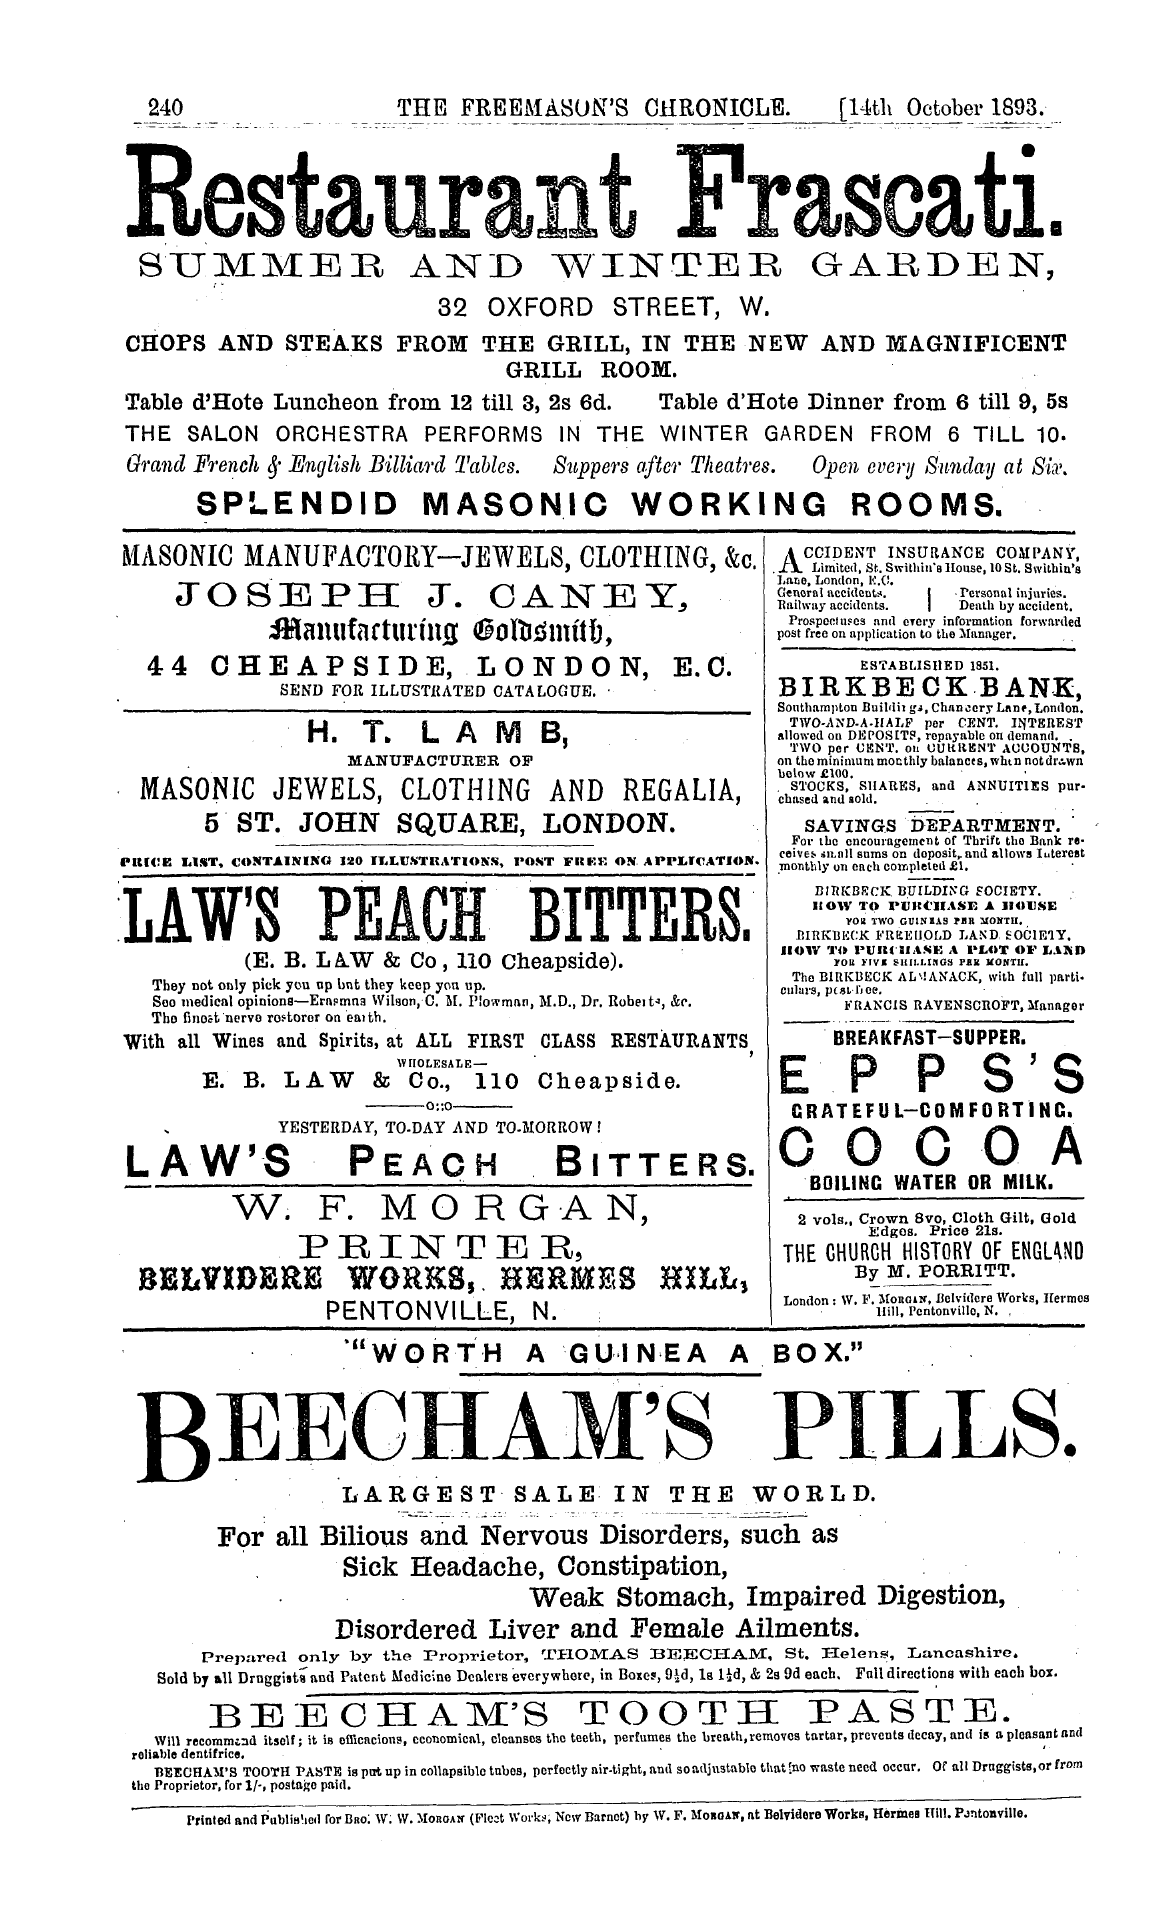 240 THE FREEMASON'S CHRONICLE. [14th October 1893.
Restaurant Frascati.
SUMMER AND WINTER GARDEN,
32 OXFORD STREET, W.
CHOPS AND STEAKS FROM THE GRILL, IN THE NEW AND MAGNIFICENT
GRILL ROOM.
Table d'Hote Luncheon from 12 till 3, 2s 6d. Table d'Hote Dinner from 6 till 9, 5s
THE SALON ORCHESTRA PERFORMS IN THE WINTER GARDEN FROM 6 TILL 10.
Grand French & English Billiard Tables. Suppers after Theatres. Open every Sunday at Six.
SPLENDID MASONIC WORKING ROOMS.
MASONIC MANUFACTORY—JEWELS, CLOTHING, &c.
JOSEPH J. CANEY,
Manufacturing Goldsmith,
44 CHEAPSIDE, LONDON, E.C.
SEND FOR ILLUSTRATED CATALOGUE.
H. T. LAMB,
MANUFACTURER OF
MASONIC JEWELS, CLOTHING AND REGALIA,
5 ST. JOHN SQUARE, LONDON.
PRICE LIST, CONTAINING 120 ILLUSTRATIONS, POST FREE ON APPLICATION.
LAW'S PEACH BITTERS.
(E. B. LAW & Co, 110 Cheapside).
They not only pick you up but they keep you up.
See medical opinions—Erasmus Wilson, C. M. Plowman, M.D., Dr. Roberts, &c.
The finest nerve restorer on earth.
With all Wines and Spirits, at ALL FIRST CLASS RESTAURANTS,
WHOLESALE—
E. B. LAW & Co., 110 Cheapside.
—o::o—
YESTERDAY, TO-DAY AND TO-MORROW!
LAW'S PEACH BITTERS.
W. F. MORGAN,
PRINTER,
BELVIDERE WORKS, HERMES HILL,
PENTONVILLE, N.
ACCIDENT INSURANCE COMPANY,
Limited, St. Swithin's House, 10 St. Swithin's
Lane, London, E.C.
General accidents. | Personal injuries.
Railway accidents. | Death by accident.
Prospectuses and every information forwarded
post free on application to the Manager.
ESTABLISHED 1851.
BIRKBECK BANK,
Southampton Buildings, Chancery Lane, London.
TWO-AND-A-HALF per CENT. INTEREST
allowed on DEPOSITS, repayable on demand.
TWO per CENT. on CURRENT ACCOUNTS,
on the minimum monthly balances, when not drawn
below £100.
STOCKS, SHARES, and ANNUITIES pur-
chased and sold.
SAVINGS DEPARTMENT.
For the encouragement of Thrift the Bank re-
ceives small sums on deposit, and allows Interest
monthly on each completed £1.
BIRKBECK BUILDING SOCIETY.
HOW TO PURCHASE A HOUSE
FOR TWO GUINEAS PER MONTH.
BIRKBECK FREEHOLD LAND SOCIETY,
HOW TO PURCHASE A PLOT OF LAND
FOR FIVE SHILLINGS PER MONTH.
The BIRKBECK ALMANACK, with full parti-
culars, post free.
FRANCIS RAVENSCROFT, Manager
BREAKFAST—SUPPER.
EPPS'S
GRATEFUL—COMFORTING.
COCOA
BOILING WATER OR MILK.
2 vols., Crown 8vo, Cloth Gilt, Gold
Edges. Price 21s.
THE CHURCH HISTORY OF ENGLAND
By M. PORRITT.
London: W. F. MORGAN, Belvidere Works, Hermes
Hill, Pentonville, N.
"WORTH A GUINEA A BOX."
BEECHAM'S PILLS.
LARGEST SALE IN THE WORLD.
For all Bilious and Nervous Disorders, such as
Sick Headache, Constipation,
Weak Stomach, Impaired Digestion,
Disordered Liver and Female Ailments.
Prepared only by the Proprietor, THOMAS BEECHAM, St. Helens, Lancashire.
Sold by all Druggists and Patent Medicine Dealers everywhere, in Boxes, 9½d, 1s 1½d, & 2s 9d each. Full directions with each box.
BEECHAM'S TOOTH PASTE.
Will recommend itself; it is efficacious, economical, cleanses the teeth, perfumes the breath, removes tartar, prevents decay, and is a pleasant and
reliable dentifrice.
BEECHAM'S TOOTH PASTE is put up in collapsible tubes, perfectly air-tight, and so adjustable that no waste need occur. Of all Druggists, or from
the Proprietor, for 1/-, postage paid.
Printed and Published for BRO. W. W. MORGAN (Fleet Works, New Barnet) by W. F. MORGAN, at Belvidere Works, Hermes Hill, Pentonville.